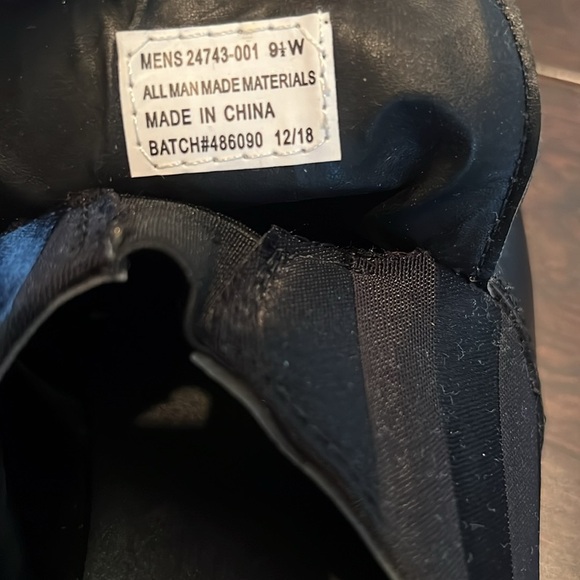 MENS 24743-001 9½W
ALL MAN MADE MATERIALS
MADE IN CHINA
BATCH#486090 12/18